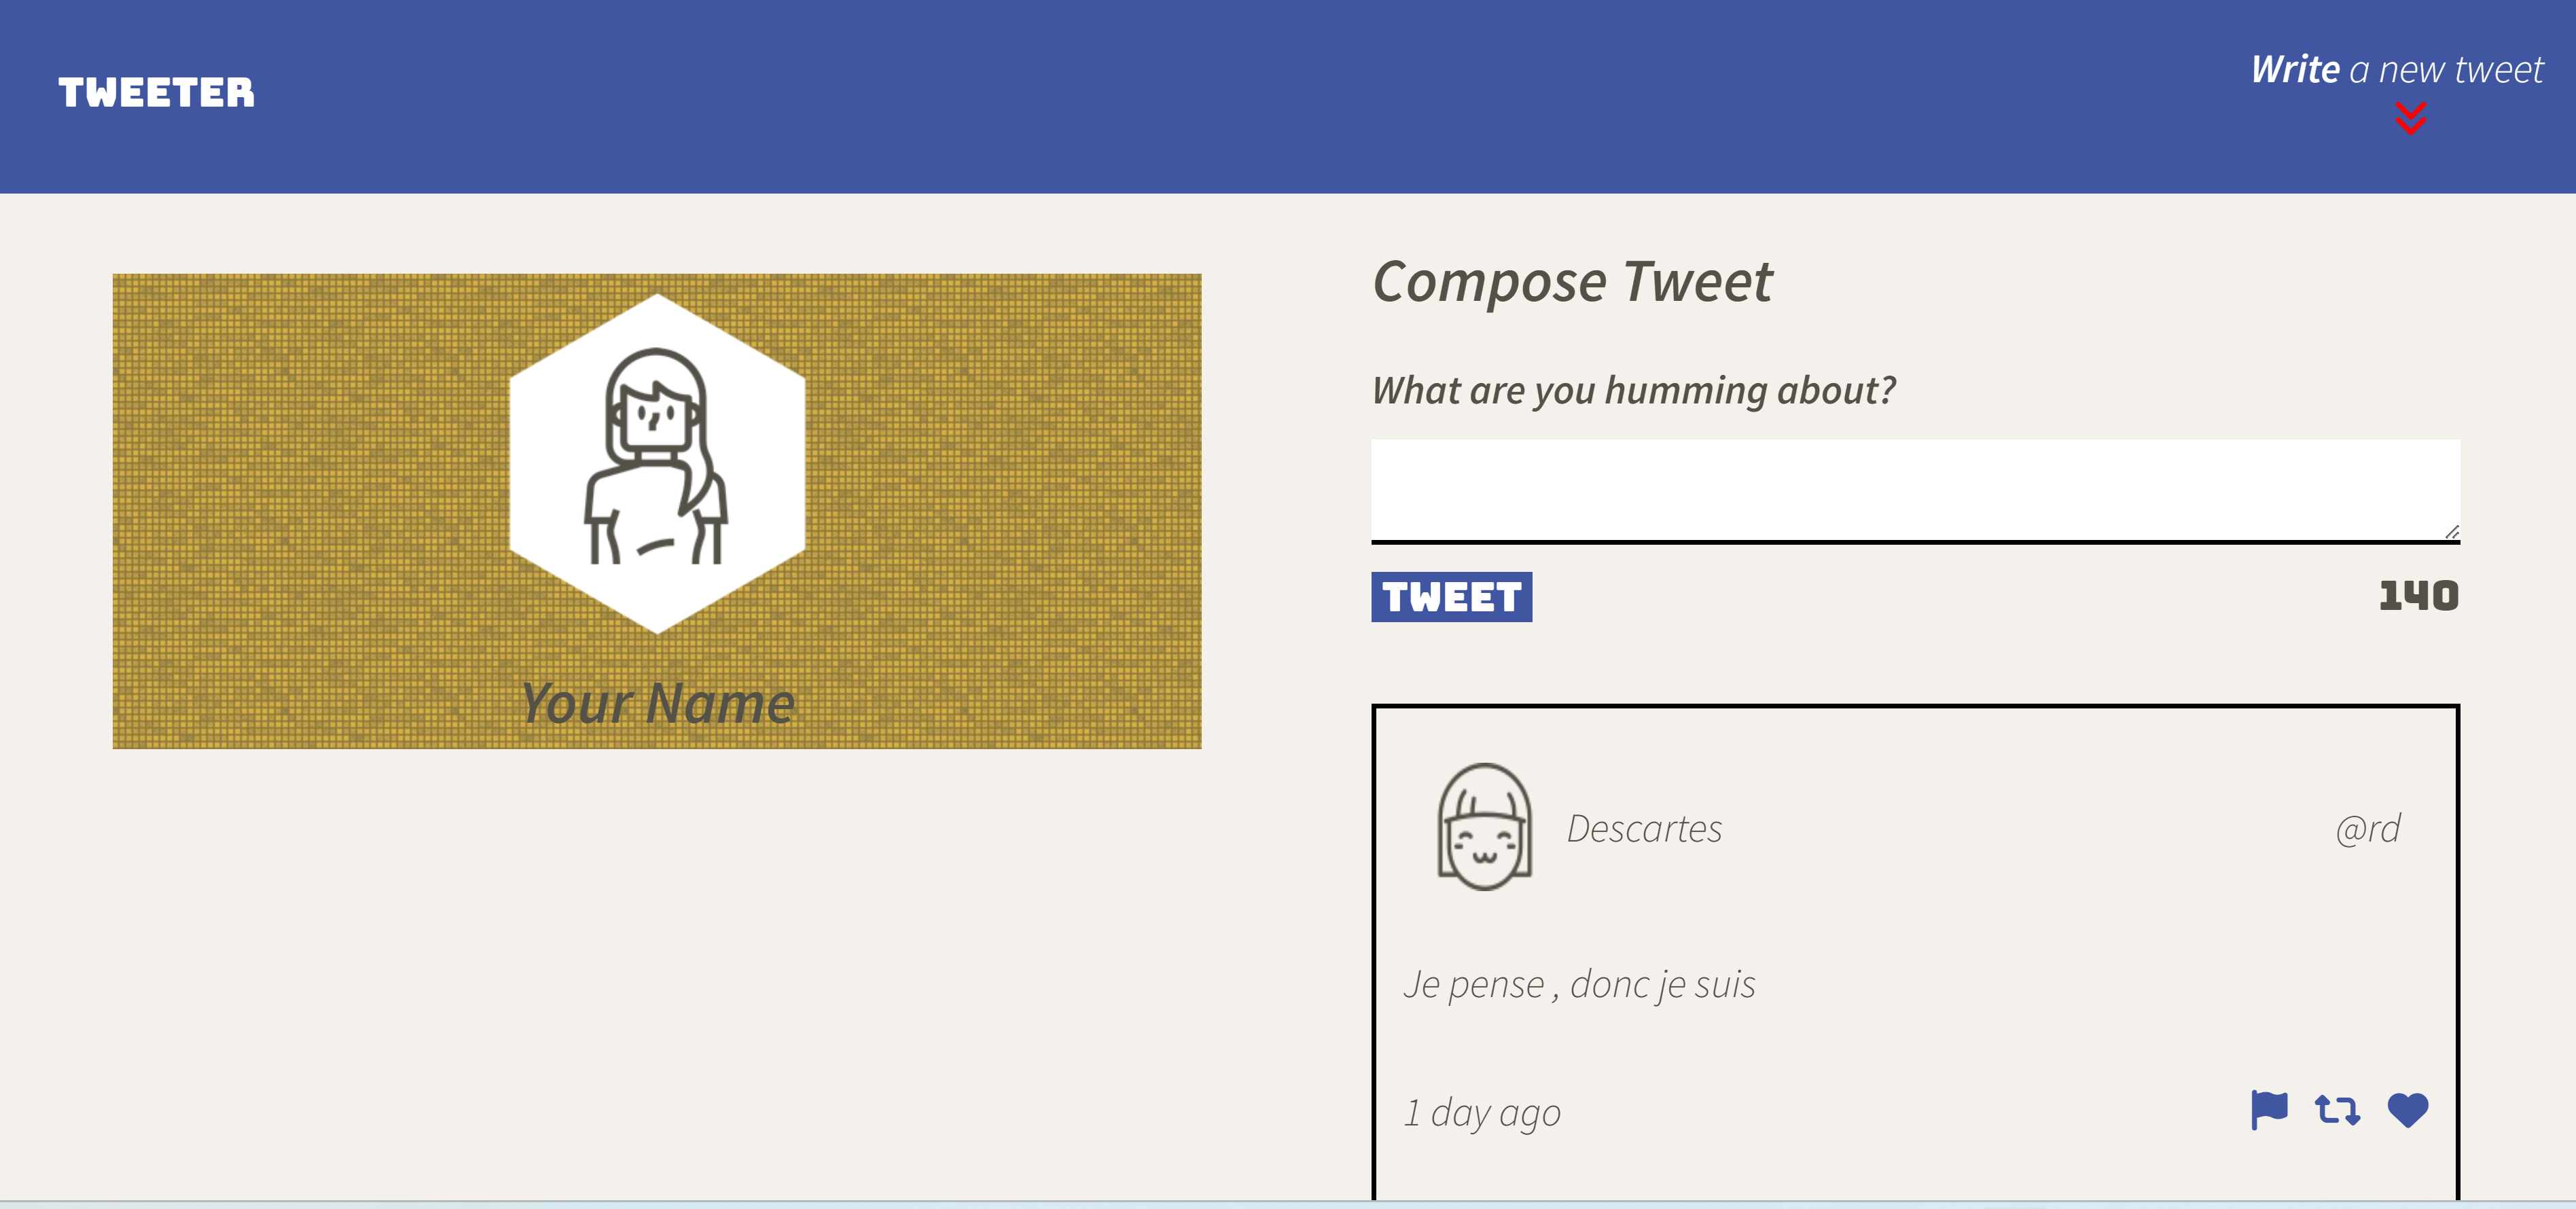 TWEETER
Write a new tweet
Your Name
Compose Tweet
What are you humming about?
TWEET
140
Descartes
@rd
Je pense , donc je suis
1 day ago